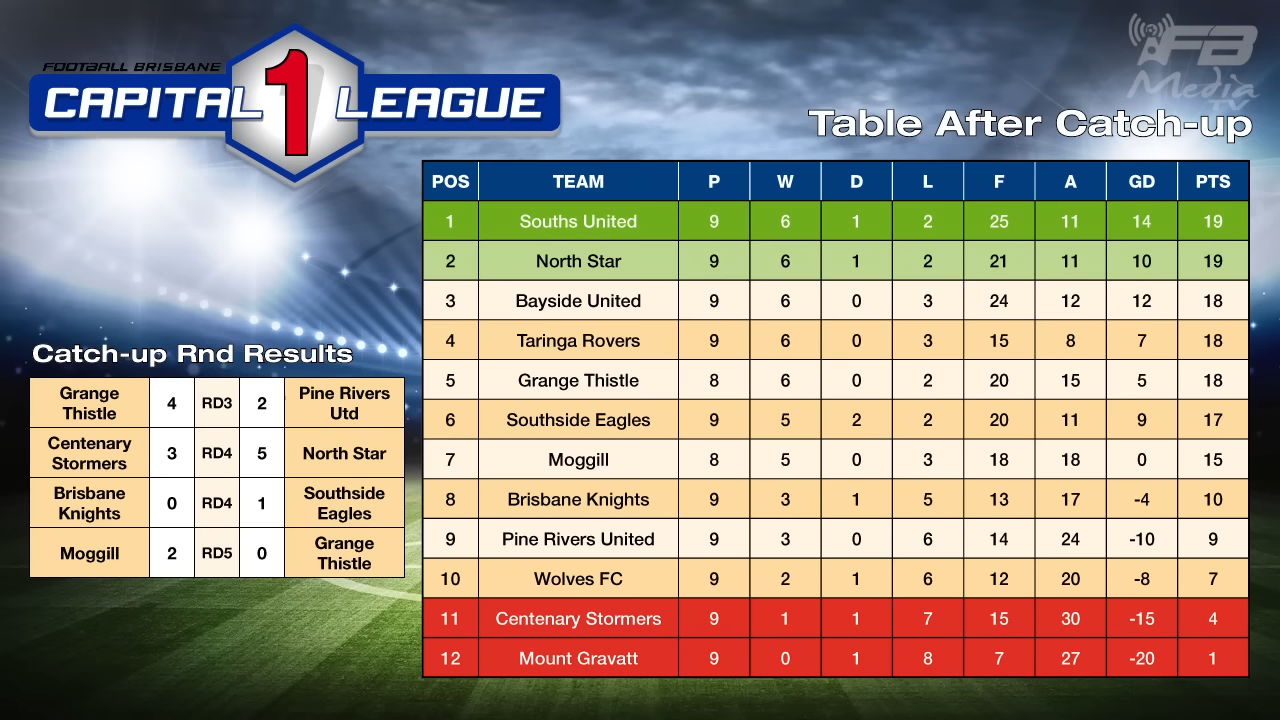 FOOTBALL BRISBANE
CAPITAL 1 LEAGUE
FB
Media
TV
Table After Catch-up
POS TEAM P W D L F A GD PTS
1 Souths United 9 6 1 2 25 11 14 19
2 North Star 9 6 1 2 21 11 10 19
3 Bayside United 9 6 0 3 24 12 12 18
4 Taringa Rovers 9 6 0 3 15 8 7 18
5 Grange Thistle 8 6 0 2 20 15 5 18
6 Southside Eagles 9 5 2 2 20 11 9 17
7 Moggill 8 5 0 3 18 18 0 15
8 Brisbane Knights 9 3 1 5 13 17 -4 10
9 Pine Rivers United 9 3 0 6 14 24 -10 9
10 Wolves FC 9 2 1 6 12 20 -8 7
11 Centenary Stormers 9 1 1 7 15 30 -15 4
12 Mount Gravatt 9 0 1 8 7 27 -20 1
Catch-up Rnd Results
Grange Thistle 4 RD3 2 Pine Rivers Utd
Centenary Stormers 3 RD4 5 North Star
Brisbane Knights 0 RD4 1 Southside Eagles
Moggill 2 RD5 0 Grange Thistle